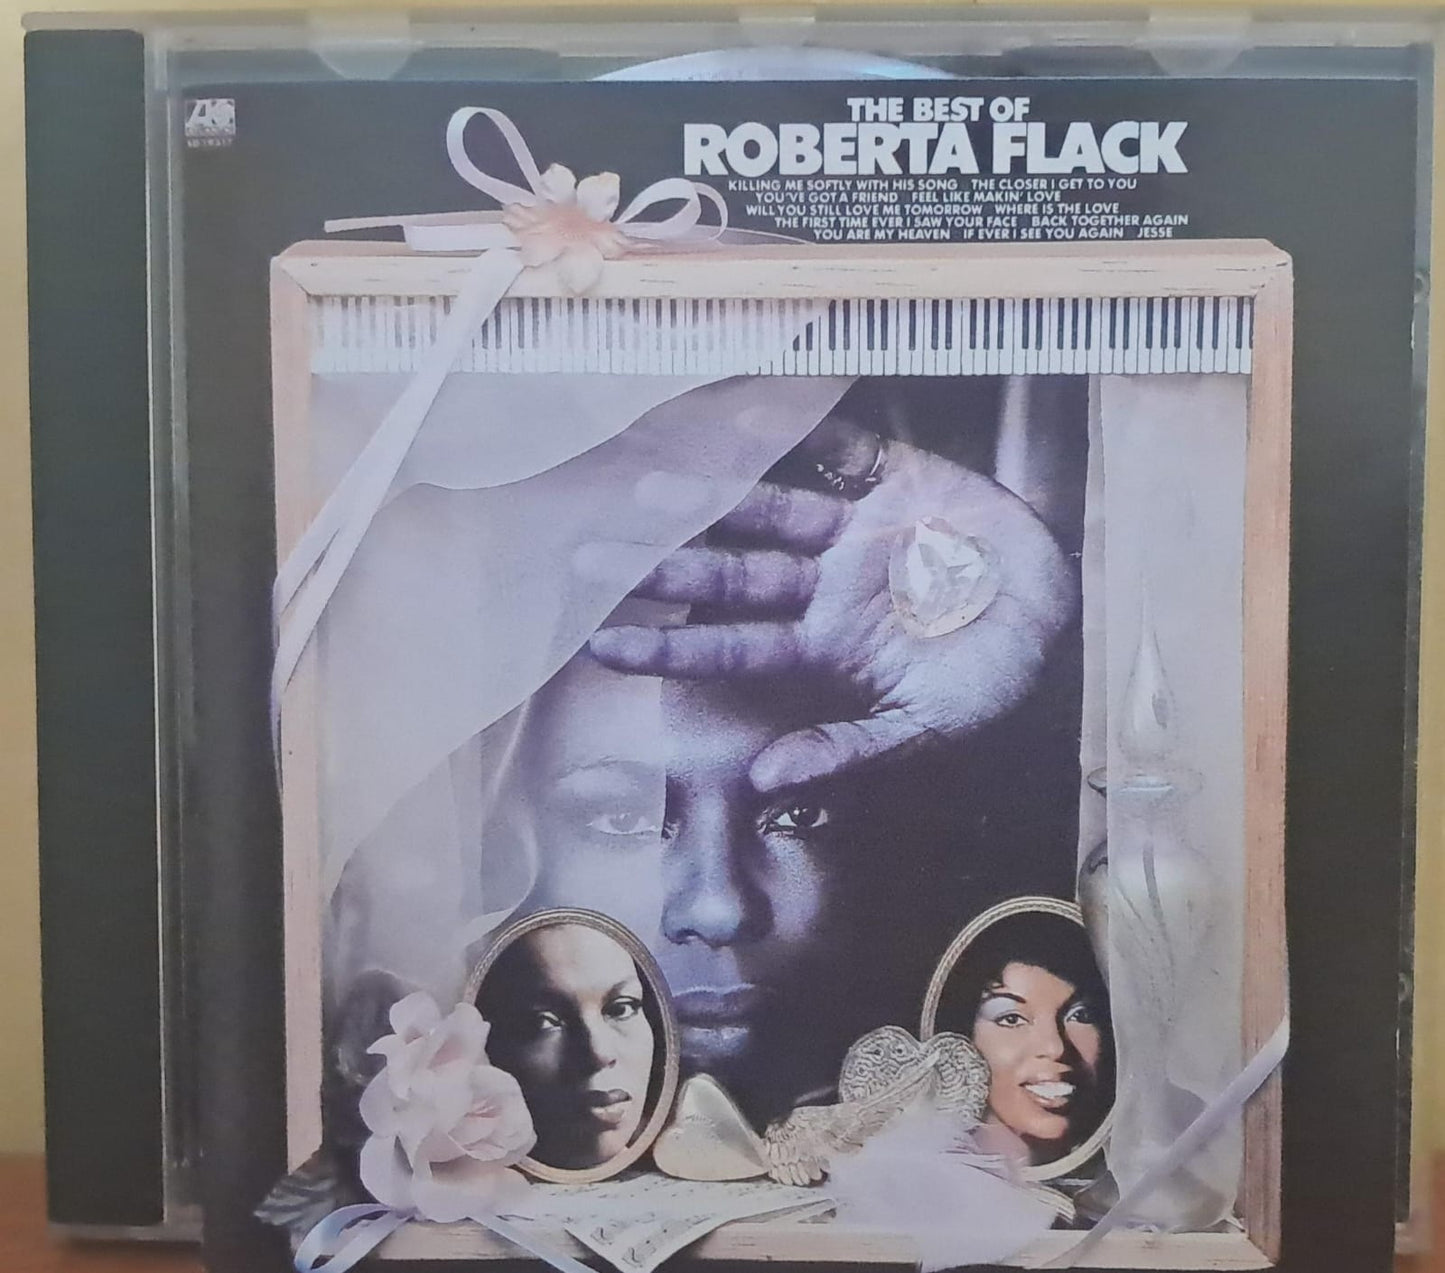 THE BEST OF
ROBERTA FLACK
KILLING ME SOFTLY WITH HIS SONG THE CLOSER I GET TO YOU
YOU'VE GOT A FRIEND FEEL LIKE MAKIN' LOVE
WILL YOU STILL LOVE ME TOMORROW WHERE IS THE LOVE
THE FIRST TIME EVER I SAW YOUR FACE BACK TOGETHER AGAIN
YOU ARE MY HEAVEN IF EVER I SEE YOU AGAIN JESSE